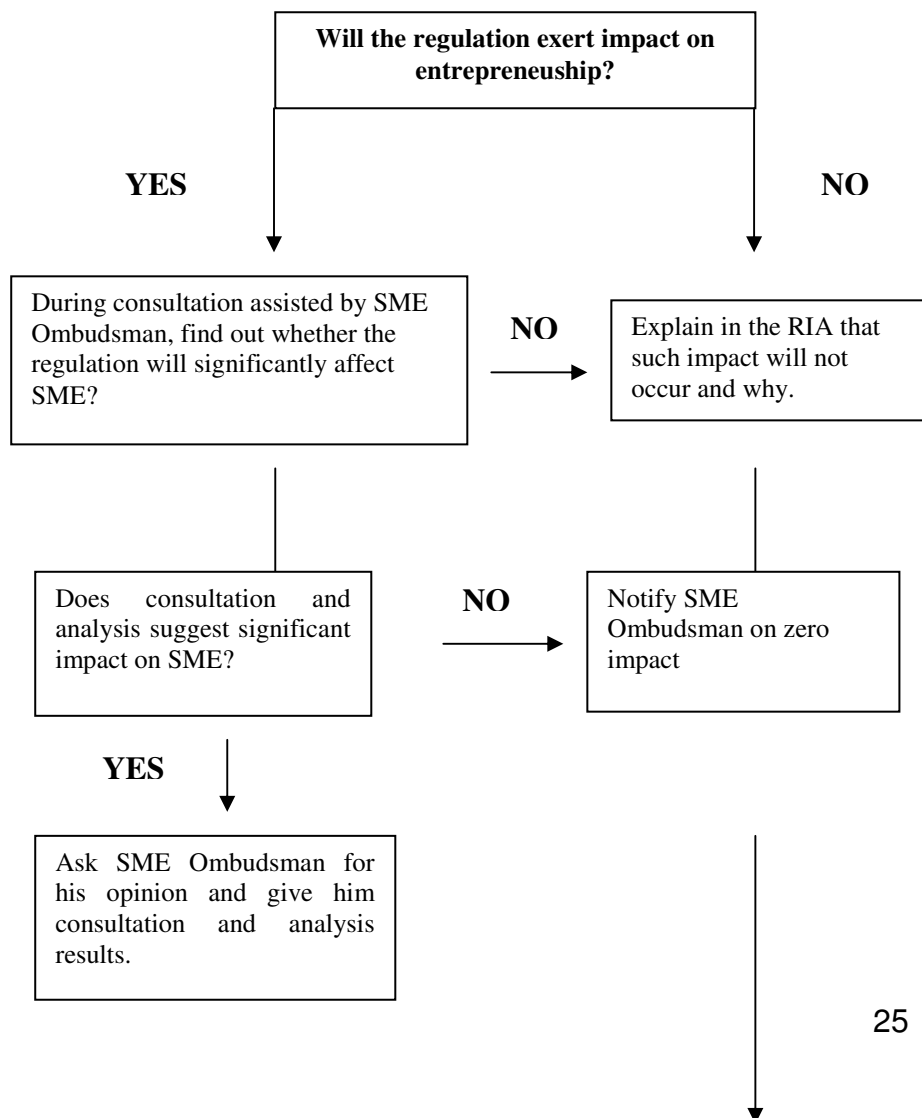 Will the regulation exert impact on
entrepreneuship?
YES
NO
During consultation assisted by SME
Ombudsman, find out whether the
regulation will significantly affect
SME?
NO
Explain in the RIA that
such impact will not
occur and why.
Does consultation and
analysis suggest significant
impact on SME?
NO
Notify SME
Ombudsman on zero
impact
YES
Ask SME Ombudsman for
his opinion and give him
consultation and analysis
results.
25